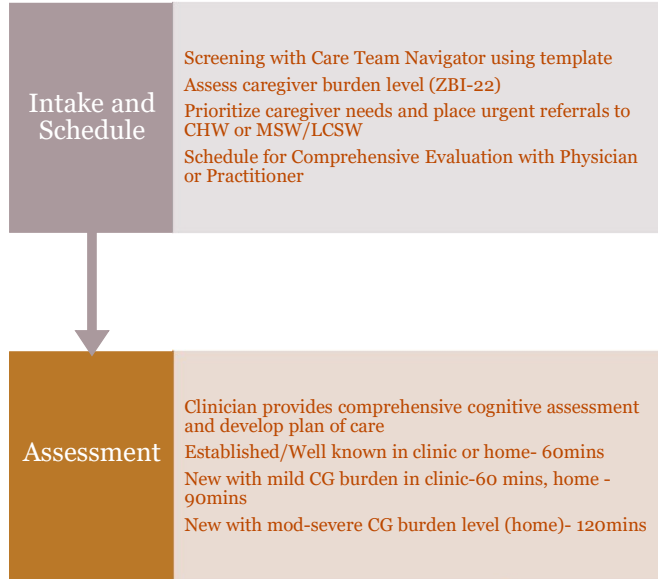 Intake and
Schedule
Screening with Care Team Navigator using template
Assess caregiver burden level (ZBI-22)
Prioritize caregiver needs and place urgent referrals to
CHW or MSW/LCSW
Schedule for Comprehensive Evaluation with Physician
or Practitioner
Assessment
Clinician provides comprehensive cognitive assessment
and develop plan of care
Established/Well known in clinic or home- 60mins
New with mild CG burden in clinic-60 mins, home -
90mins
New with mod-severe CG burden level (home)- 120mins